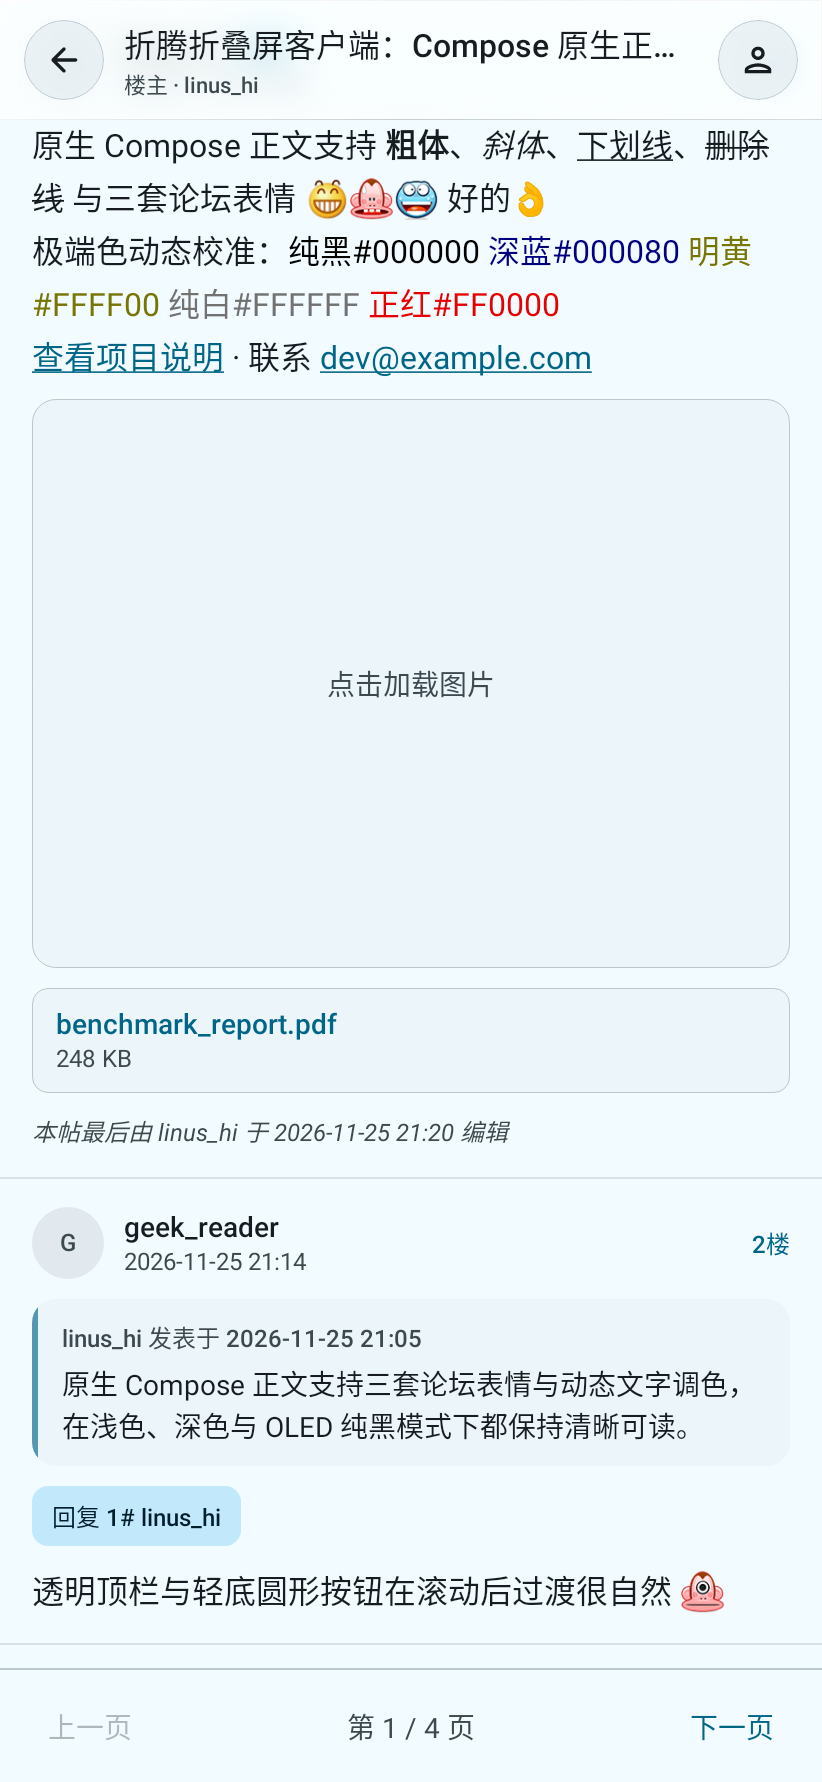 折腾折叠屏客户端：Compose 原生正…
楼主 · linus_hi
原生 Compose 正文支持 粗体、斜体、下划线、删除
线 与三套论坛表情 😁 好的👌
极端色动态校准：纯黑#000000 深蓝#000080 明黄
#FFFF00 纯白#FFFFFF 正红#FF0000
查看项目说明 · 联系 dev@example.com
点击加载图片
benchmark_report.pdf
248 KB
本帖最后由 linus_hi 于 2026-11-25 21:20 编辑
G
geek_reader
2026-11-25 21:14
2楼
linus_hi 发表于 2026-11-25 21:05
原生 Compose 正文支持三套论坛表情与动态文字调色，
在浅色、深色与 OLED 纯黑模式下都保持清晰可读。
回复 1# linus_hi
透明顶栏与轻底圆形按钮在滚动后过渡很自然
上一页
第 1 / 4 页
下一页